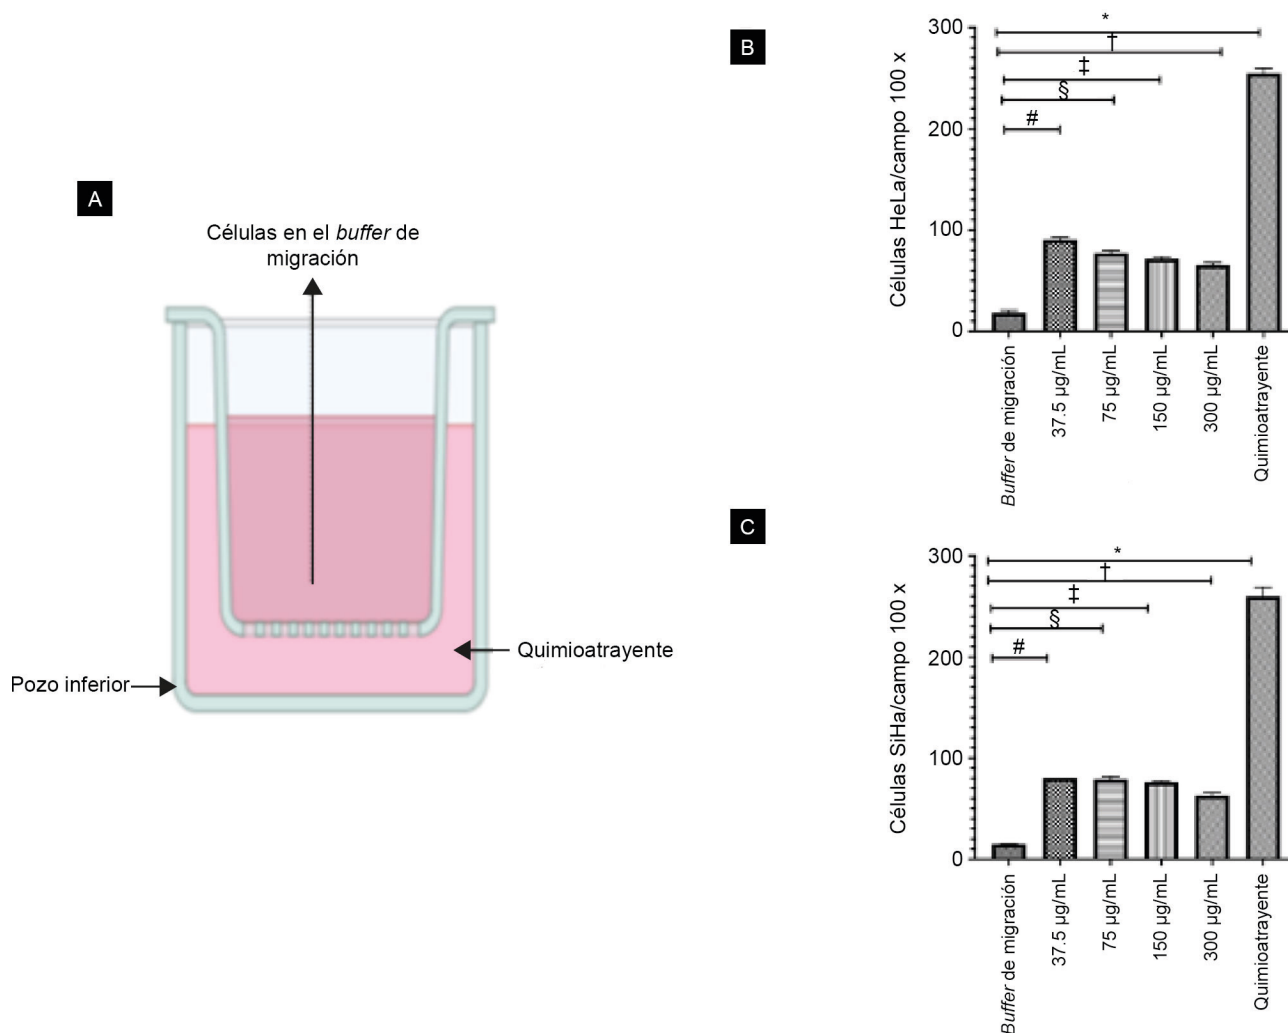 A
Células en el buffer de
migración
Quimioatrayente
Pozo inferior
B
Células HeLa/campo 100 x
300
200
100
0
*
†
‡
§
#
Buffer de migración
37.5 µg/mL
75 µg/mL
150 µg/mL
300 µg/mL
Quimioatrayente
C
Células SiHa/campo 100 x
300
200
100
0
*
†
‡
§
#
Buffer de migración
37.5 µg/mL
75 µg/mL
150 µg/mL
300 µg/mL
Quimioatrayente